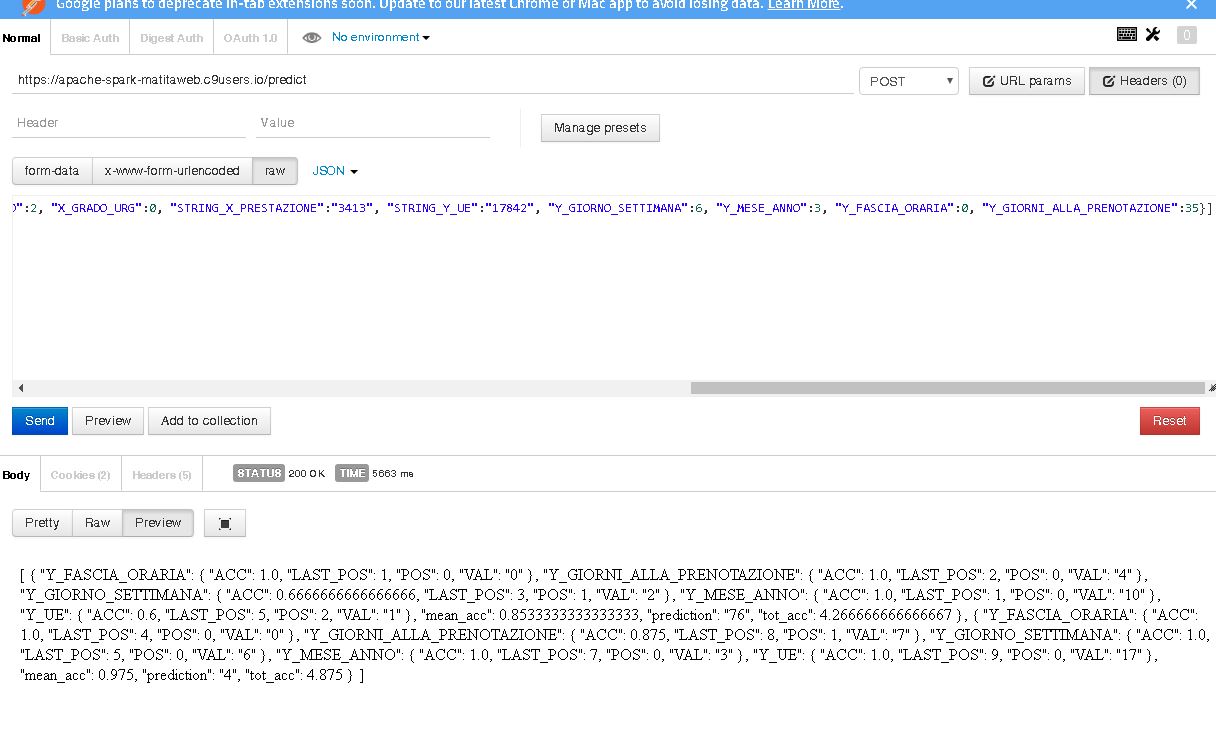 Google plans to deprecate in-tab extensions soon. Update to our latest Chrome or Mac app to avoid losing data. Learn More.
Normal Basic Auth Digest Auth OAuth 1.0 No environment 0
https://apache-spark-matitaweb.c9users.io/predict POST URL params Headers (0)
Header Value Manage presets
form-data x-www-form-urlencoded raw JSON
":2, "X_GRADO_URG":0, "STRING_X_PRESTAZIONE":"3413", "STRING_Y_UE":"17842", "Y_GIORNO_SETTIMANA":6, "Y_MESE_ANNO":3, "Y_FASCIA_ORARIA":0, "Y_GIORNI_ALLA_PRENOTAZIONE":35}]
Send Preview Add to collection Reset
Body Cookies (2) Headers (5) STATUS 200 OK TIME 5663 ms
Pretty Raw Preview
[ { "Y_FASCIA_ORARIA": { "ACC": 1.0, "LAST_POS": 1, "POS": 0, "VAL": "0" }, "Y_GIORNI_ALLA_PRENOTAZIONE": { "ACC": 1.0, "LAST_POS": 2, "POS": 0, "VAL": "4" },
"Y_GIORNO_SETTIMANA": { "ACC": 0.6666666666666666, "LAST_POS": 3, "POS": 1, "VAL": "2" }, "Y_MESE_ANNO": { "ACC": 1.0, "LAST_POS": 1, "POS": 0, "VAL": "10" },
"Y_UE": { "ACC": 0.6, "LAST_POS": 5, "POS": 2, "VAL": "1" }, "mean_acc": 0.8533333333333333, "prediction": "76", "tot_acc": 4.266666666666667 }, { "Y_FASCIA_ORARIA": { "ACC":
1.0, "LAST_POS": 4, "POS": 0, "VAL": "0" }, "Y_GIORNI_ALLA_PRENOTAZIONE": { "ACC": 0.875, "LAST_POS": 8, "POS": 1, "VAL": "7" }, "Y_GIORNO_SETTIMANA": { "ACC": 1.0,
"LAST_POS": 5, "POS": 0, "VAL": "6" }, "Y_MESE_ANNO": { "ACC": 1.0, "LAST_POS": 7, "POS": 0, "VAL": "3" }, "Y_UE": { "ACC": 1.0, "LAST_POS": 9, "POS": 0, "VAL": "17" },
"mean_acc": 0.975, "prediction": "4", "tot_acc": 4.875 } ]